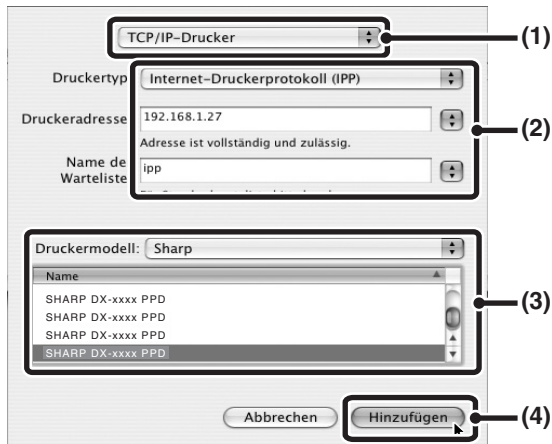 TCP/IP-Drucker
(1)
Druckertyp
Internet-Druckerprotokoll (IPP)
Druckeradresse
192.168.1.27
(2)
Adresse ist vollständig und zulässig.
Name de
Warteliste
ipp
Druckermodell: Sharp
Name
SHARP DX-xxxx PPD
SHARP DX-xxxx PPD
(3)
SHARP DX-xxxx PPD
SHARP DX-xxxx PPD
Abbrechen
Hinzufügen
(4)